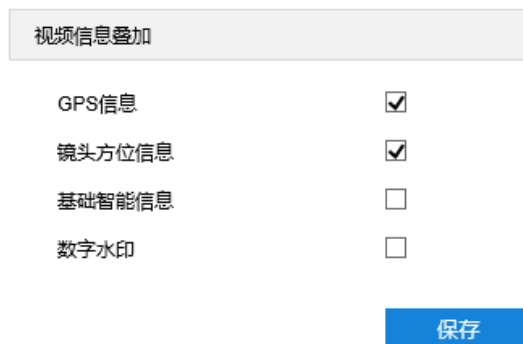 视频信息叠加
GPS信息
镜头方位信息
基础智能信息
数字水印
保存